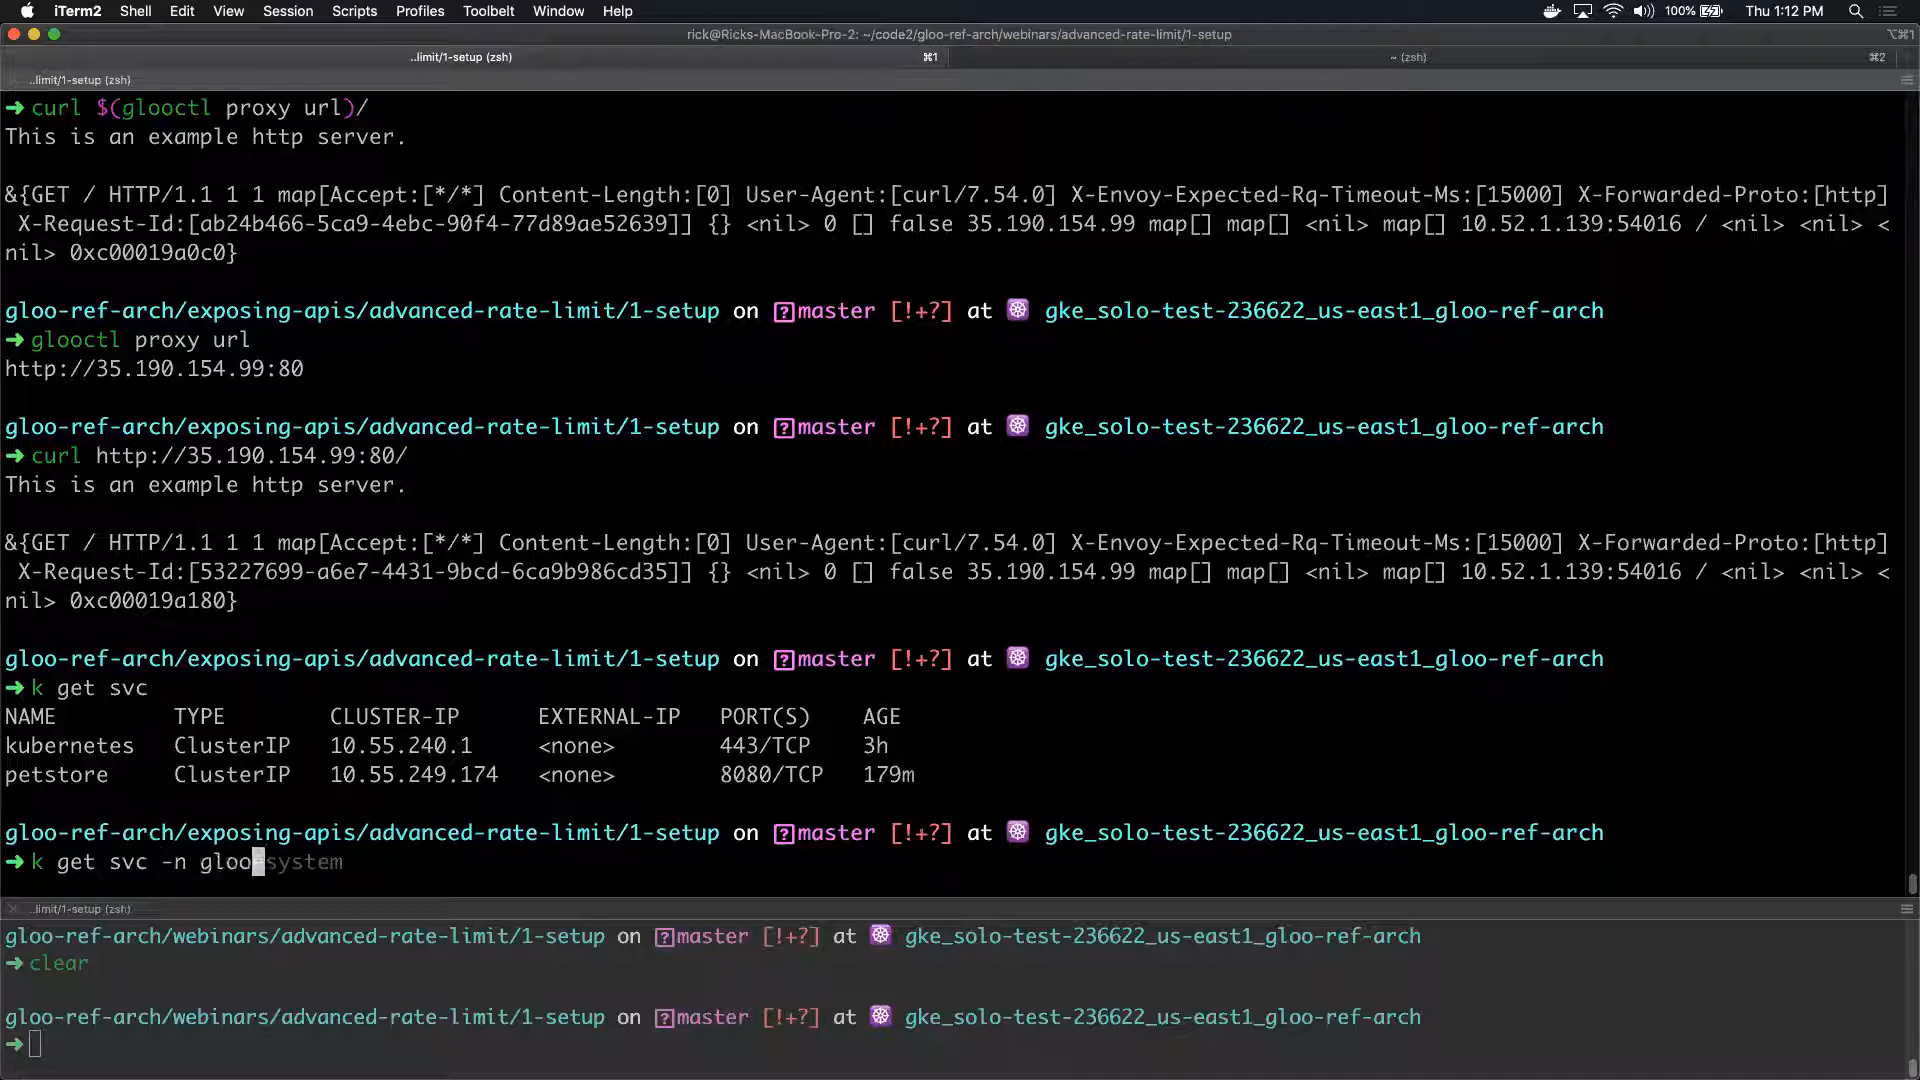 iTerm2 Shell Edit View Session Scripts Profiles Toolbelt Window Help 100% Thu 1:12 PM
rick@Ricks-MacBook-Pro-2: ~/code2/gloo-ref-arch/webinars/advanced-rate-limit/1-setup ⌥⌘1
..limit/1-setup (zsh) ⌘1 ~ (zsh) ⌘2
..limit/1-setup (zsh)
➜ curl $(glooctl proxy url)/
This is an example http server.
&{GET / HTTP/1.1 1 1 map[Accept:[*/*] Content-Length:[0] User-Agent:[curl/7.54.0] X-Envoy-Expected-Rq-Timeout-Ms:[15000] X-Forwarded-Proto:[http]
X-Request-Id:[ab24b466-5ca9-4ebc-90f4-77d89ae52639]] {} <nil> 0 [] false 35.190.154.99 map[] map[] <nil> map[] 10.52.1.139:54016 / <nil> <nil> <
nil> 0xc00019a0c0}
gloo-ref-arch/exposing-apis/advanced-rate-limit/1-setup on [?]master [!+?] at gke_solo-test-236622_us-east1_gloo-ref-arch
➜ glooctl proxy url
http://35.190.154.99:80
gloo-ref-arch/exposing-apis/advanced-rate-limit/1-setup on [?]master [!+?] at gke_solo-test-236622_us-east1_gloo-ref-arch
➜ curl http://35.190.154.99:80/
This is an example http server.
&{GET / HTTP/1.1 1 1 map[Accept:[*/*] Content-Length:[0] User-Agent:[curl/7.54.0] X-Envoy-Expected-Rq-Timeout-Ms:[15000] X-Forwarded-Proto:[http]
X-Request-Id:[53227699-a6e7-4431-9bcd-6ca9b986cd35]] {} <nil> 0 [] false 35.190.154.99 map[] map[] <nil> map[] 10.52.1.139:54016 / <nil> <nil> <
nil> 0xc00019a180}
gloo-ref-arch/exposing-apis/advanced-rate-limit/1-setup on [?]master [!+?] at gke_solo-test-236622_us-east1_gloo-ref-arch
➜ k get svc
NAME TYPE CLUSTER-IP EXTERNAL-IP PORT(S) AGE
kubernetes ClusterIP 10.55.240.1 <none> 443/TCP 3h
petstore ClusterIP 10.55.249.174 <none> 8080/TCP 179m
gloo-ref-arch/exposing-apis/advanced-rate-limit/1-setup on [?]master [!+?] at gke_solo-test-236622_us-east1_gloo-ref-arch
➜ k get svc -n gloo-system
..limit/1-setup (zsh)
gloo-ref-arch/webinars/advanced-rate-limit/1-setup on [?]master [!+?] at gke_solo-test-236622_us-east1_gloo-ref-arch
➜ clear
gloo-ref-arch/webinars/advanced-rate-limit/1-setup on [?]master [!+?] at gke_solo-test-236622_us-east1_gloo-ref-arch
➜